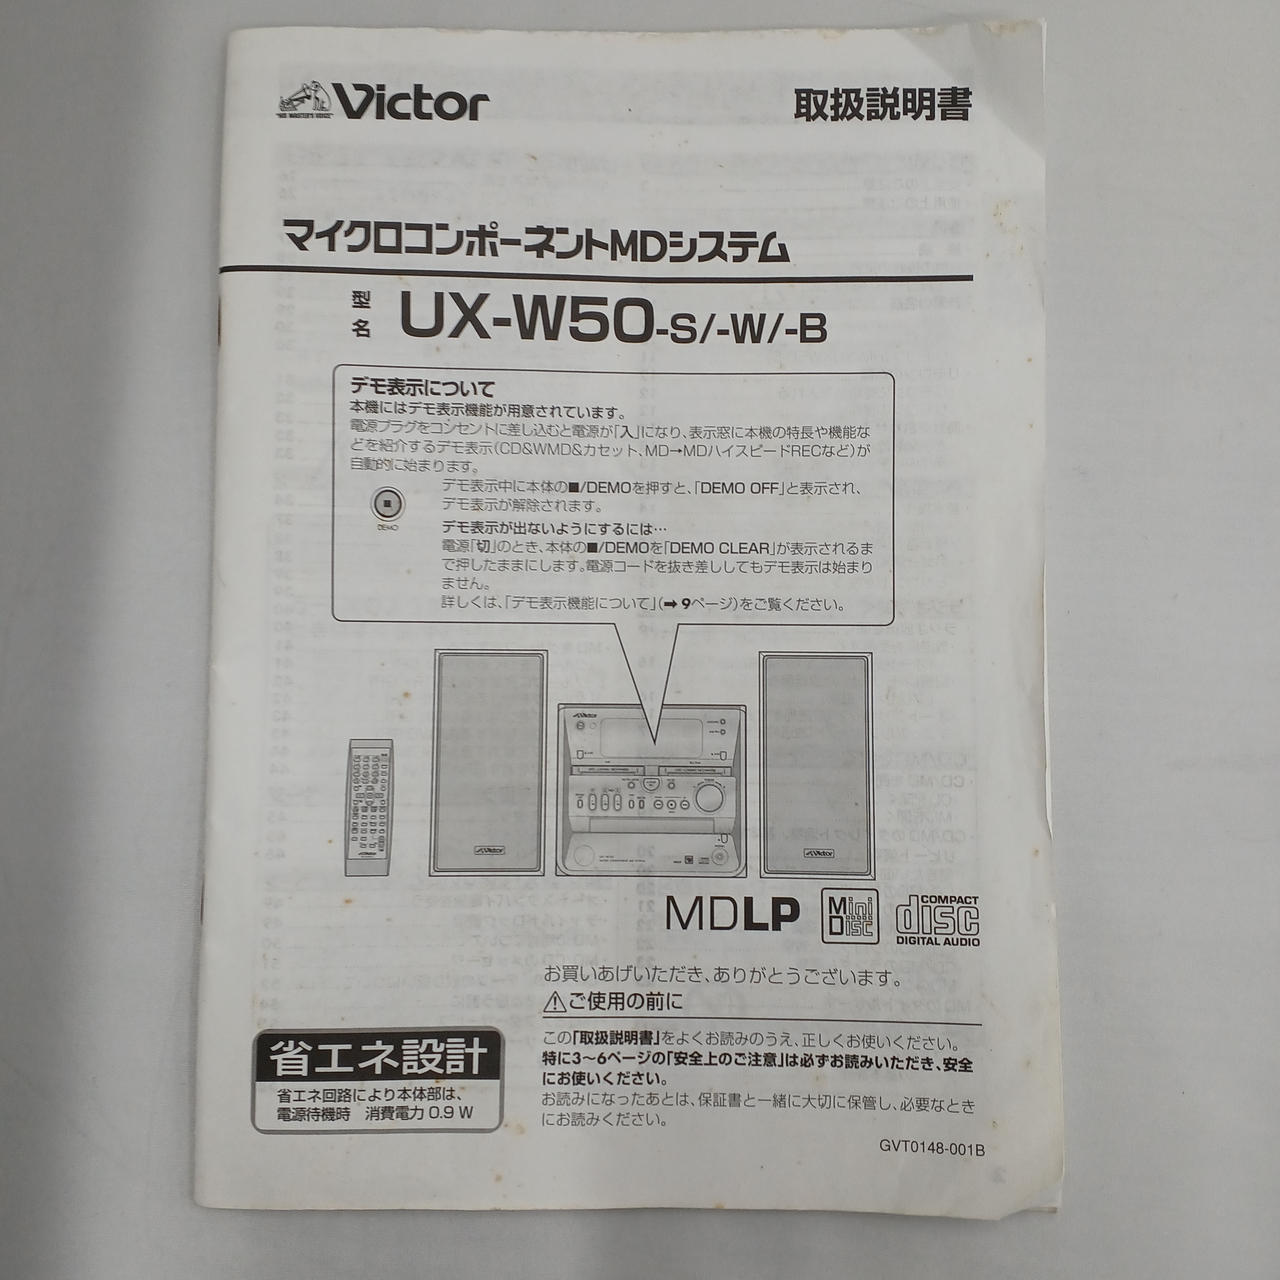 "HIS MASTER'S VOICE"
Victor
取扱説明書
マイクロコンポーネントMDシステム
型名 UX-W50-S/-W/-B
デモ表示について
本機にはデモ表示機能が用意されています。
電源プラグをコンセントに差し込むと電源が「入」になり、表示窓に本機の特長や機能な
どを紹介するデモ表示(CD&WMD&カセット、MD→MDハイスピードRECなど)が
自動的に始まります。
DEMO
デモ表示中に本体の■/DEMOを押すと、「DEMO OFF」と表示され、
デモ表示が解除されます。
デモ表示が出ないようにするには…
電源「切」のとき、本体の■/DEMOを「DEMO CLEAR」が表示されるま
で押したままにします。電源コードを抜き差ししてもデモ表示は始まり
ません。
詳しくは、「デモ表示機能について」(➡ 9ページ)をご覧ください。
Victor
Victor
Victor
MDLP
Mini Disc
COMPACT
disc
DIGITAL AUDIO
お買いあげいただき、ありがとうございます。
⚠ご使用の前に
この「取扱説明書」をよくお読みのうえ、正しくお使いください。
特に3〜6ページの「安全上のご注意」は必ずお読みいただき、安全
にお使いください。
お読みになったあとは、保証書と一緒に大切に保管し、必要なとき
にお読みください。
省エネ設計
省エネ回路により本体部は、
電源待機時 消費電力 0.9 W
GVT0148-001B